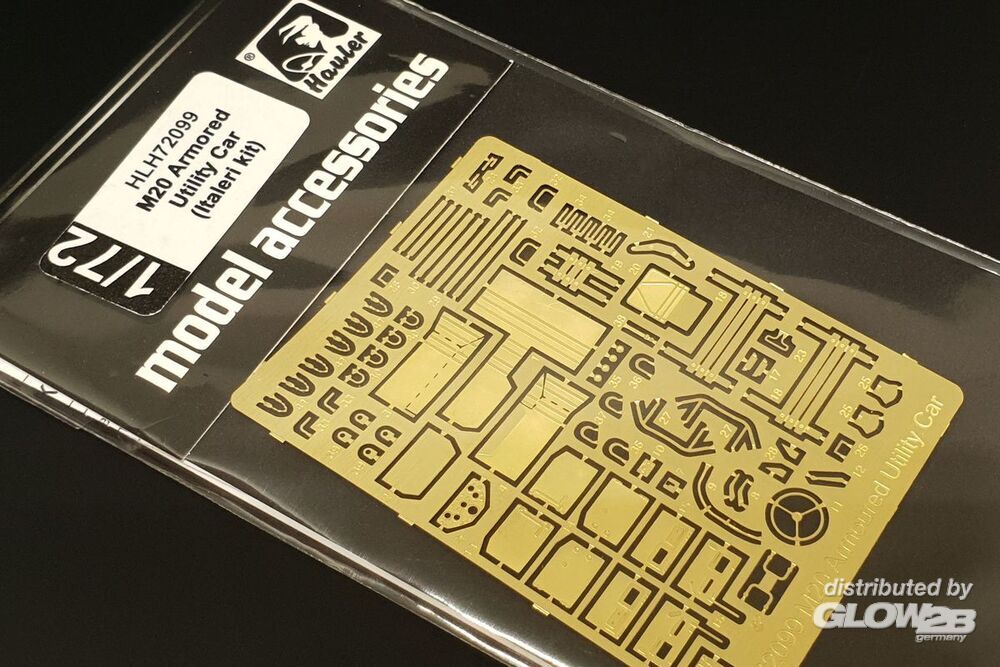 ® Hauler
HLH72099
M20 Armored
Utility Car
(Italeri kit)
1/72
model accessories
2099 M20 Armoured Utility Car
distributed by
GLOW2B
germany